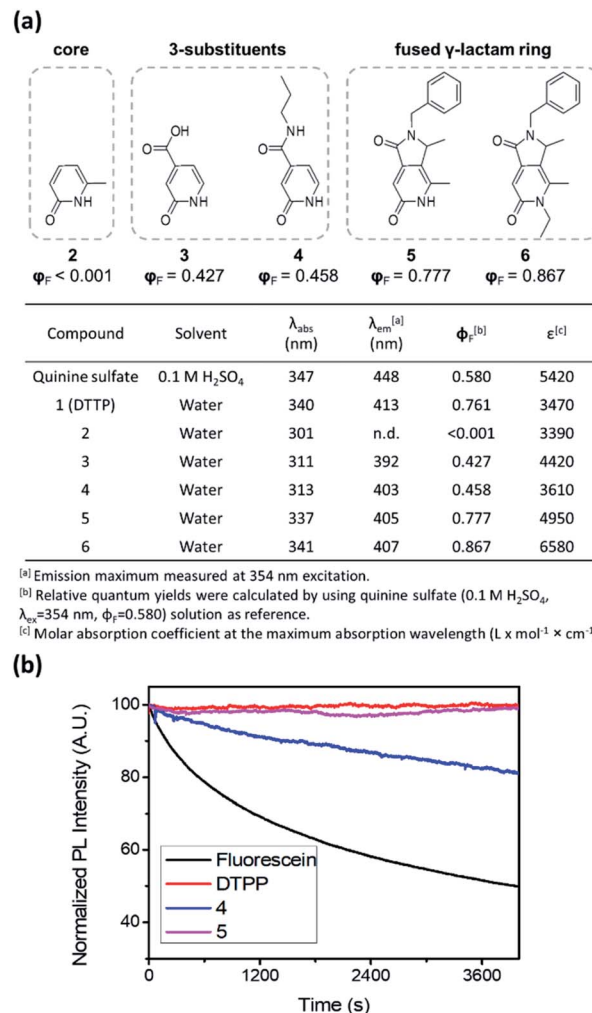 (a)
core 3-substituents fused γ-lactam ring
O NH
2
φF < 0.001
OH O O NH
3
φF = 0.427
HN O O NH
4
φF = 0.458
O N O NH
5
φF = 0.777
O N O N
6
φF = 0.867
Compound Solvent λabs (nm) λem[a] (nm) ϕF[b] ε[c]
Quinine sulfate 0.1 M H2SO4 347 448 0.580 5420
1 (DTTP) Water 340 413 0.761 3470
2 Water 301 n.d. <0.001 3390
3 Water 311 392 0.427 4420
4 Water 313 403 0.458 3610
5 Water 337 405 0.777 4950
6 Water 341 407 0.867 6580
[a] Emission maximum measured at 354 nm excitation.
[b] Relative quantum yields were calculated by using quinine sulfate (0.1 M H2SO4,
λex=354 nm, ϕF=0.580) solution as reference.
[c] Molar absorption coefficient at the maximum absorption wavelength (L x mol-1 × cm-1
(b)
Normalized PL Intensity (A.U.)
100
80
60
40
Fluorescein
DTPP
4
5
0 1200 2400 3600
Time (s)